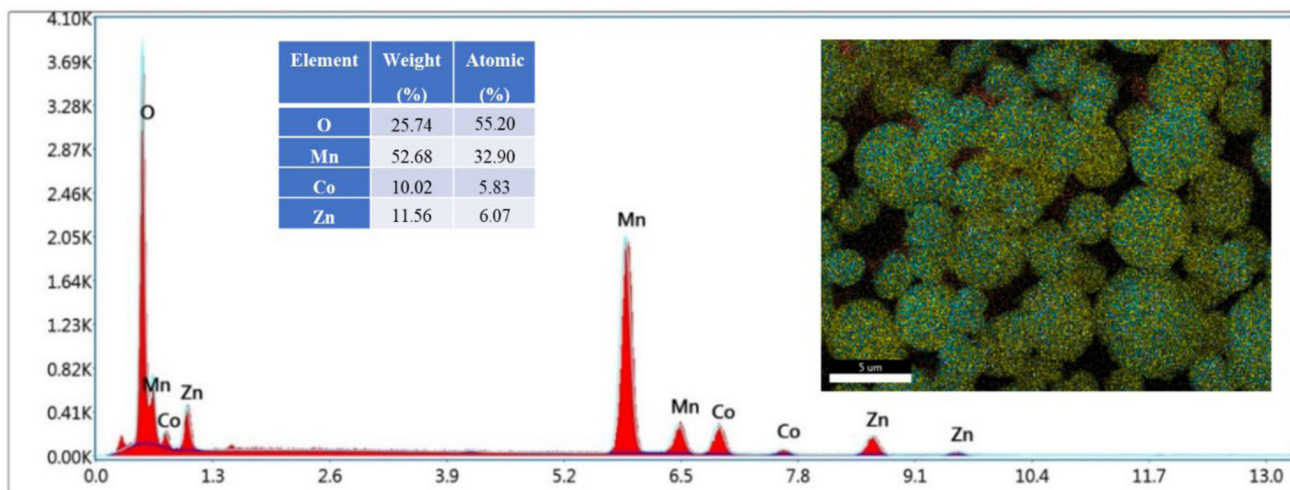 4.10K
3.69K
3.28K
2.87K
2.46K
2.05K
1.64K
1.23K
0.82K
0.41K
0.00K
Element Weight (%) Atomic (%)
O 25.74 55.20
Mn 52.68 32.90
Co 10.02 5.83
Zn 11.56 6.07
O
Mn
Co
Zn
Mn
Mn
Co
Co
Zn
Zn
5 um
0.0 1.3 2.6 3.9 5.2 6.5 7.8 9.1 10.4 11.7 13.0